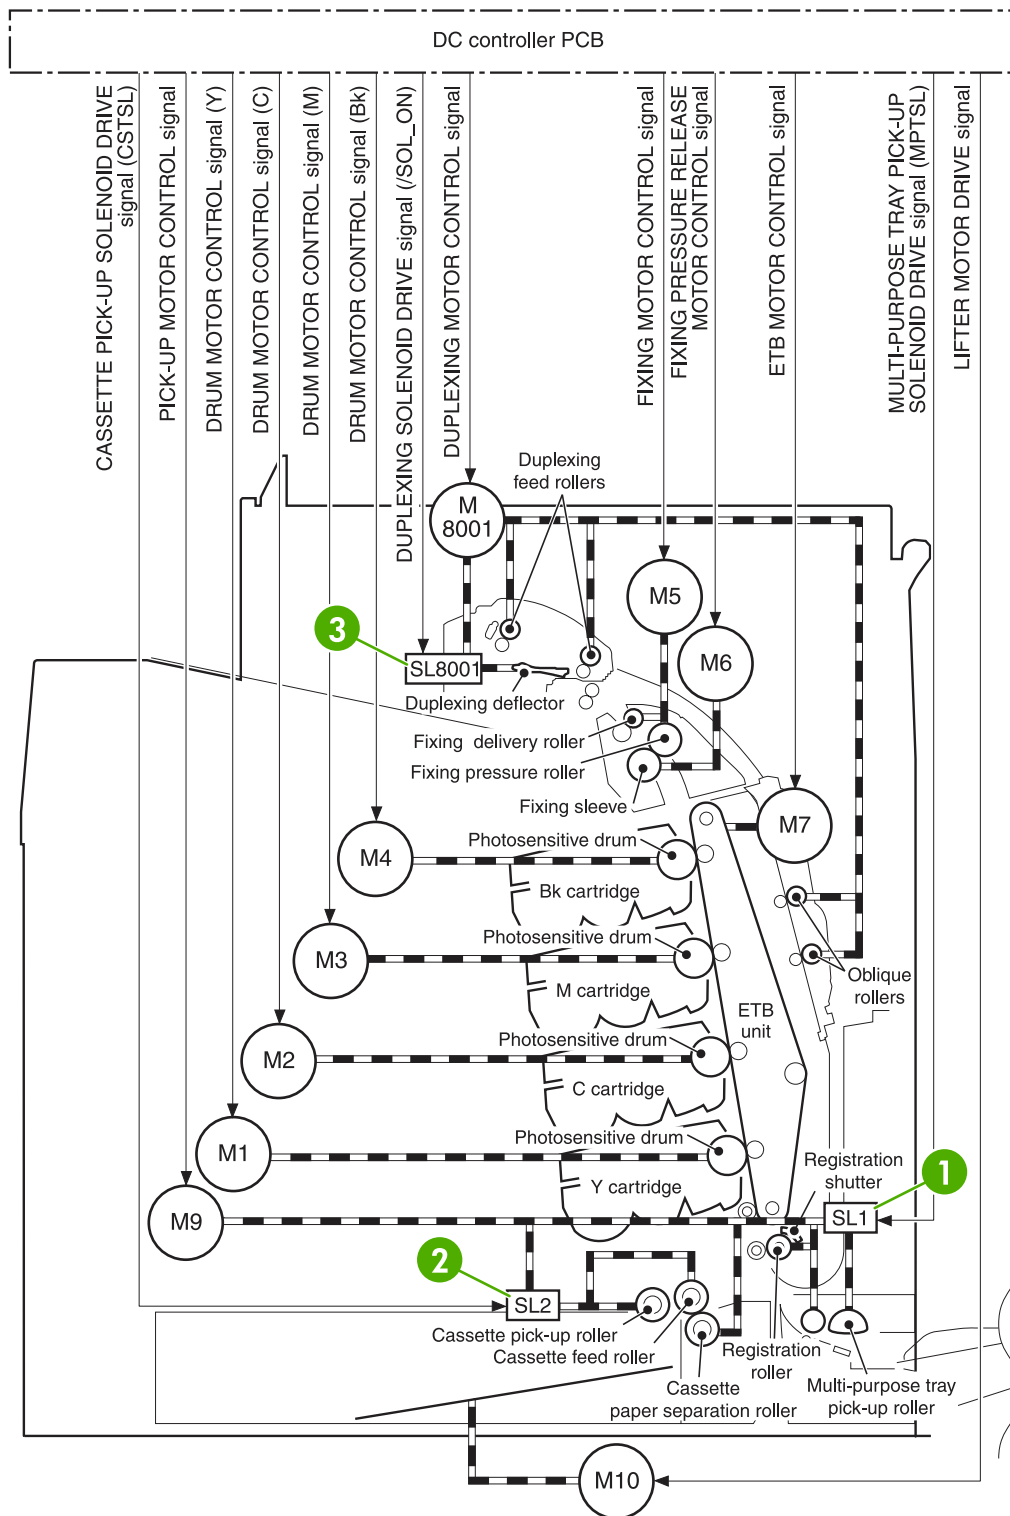 DC controller PCB
CASSETTE PICK-UP SOLENOID DRIVE
signal (CSTSL)
PICK-UP MOTOR CONTROL signal
DRUM MOTOR CONTROL signal (Y)
DRUM MOTOR CONTROL signal (C)
DRUM MOTOR CONTROL signal (M)
DRUM MOTOR CONTROL signal (Bk)
DUPLEXING SOLENOID DRIVE signal (/SOL_ON)
DUPLEXING MOTOR CONTROL signal
FIXING MOTOR CONTROL signal
FIXING PRESSURE RELEASE
MOTOR CONTROL signal
ETB MOTOR CONTROL signal
MULTI-PURPOSE TRAY PICK-UP
SOLENOID DRIVE signal (MPTSL)
LIFTER MOTOR DRIVE signal
Duplexing
feed rollers
M
8001
M5
3
M6
SL8001
Duplexing deflector
Fixing delivery roller
Fixing pressure roller
Fixing sleeve
M7
Photosensitive drum
M4
Bk cartridge
Photosensitive drum
M3
Oblique
rollers
M cartridge
ETB
unit
Photosensitive drum
M2
C cartridge
Photosensitive drum
M1
Registration
shutter
1
Y cartridge
M9
SL1
2
SL2
Cassette pick-up roller
Cassette feed roller
Registration
roller
Cassette
paper separation roller
Multi-purpose tray
pick-up roller
M10